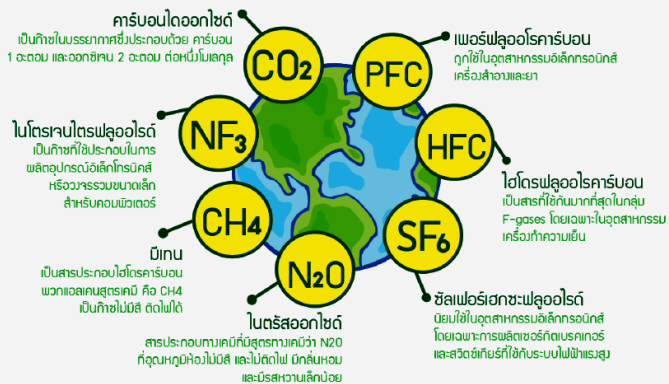 คาร์บอนไดออกไซด์
เป็นก๊าซในบรรยากาศซึ่งประกอบด้วย คาร์บอน
1 อะตอม และออกซิเจน 2 อะตอม ต่อหนึ่งโมเลกุล
CO2
PFC
เพอร์ฟลูออโรคาร์บอน
ถูกใช้ในอุตสาหกรรมอิเล็กทรอนิกส์
เครื่องสำอางและยา
ไนโตรเจนไตรฟลูออไรด์
เป็นก๊าซที่ใช้ประกอบในการ
ผลิตอุปกรณ์อิเล็กโทรนิคส์
หรือวงจรรวมขนาดเล็ก
สำหรับคอมพิวเตอร์
NF3
HFC
ไฮโดรฟลูออไรคาร์บอน
เป็นสารที่ใช้กันมากที่สุดในกลุ่ม
F-gases โดยเฉพาะในอุตสาหกรรม
เครื่องทำความเย็น
CH4
มีเทน
เป็นสารประกอบไฮโดรคาร์บอน
พวกแอลเคนสูตรเคมี คือ CH4
เป็นก๊าซไม่มีสี ติดไฟได้
SF6
ซัลเฟอร์เฮกซะฟลูออไรด์
นิยมใช้ในอุตสาหกรรมอิเล็กทรอนิกส์
โดยเฉพาะการผลิตเซอร์กิตเบรคเกอร์
และสวิตช์เกียร์ที่ใช้กับระบบไฟฟ้าแรงสูง
N2O
ไนตรัสออกไซด์
สารประกอบทางเคมีที่มีสูตรทางเคมีว่า N2O
ที่อุณหภูมิห้องไม่มีสี และไม่ติดไฟ มีกลิ่นหอม
และมีรสหวานเล็กน้อย